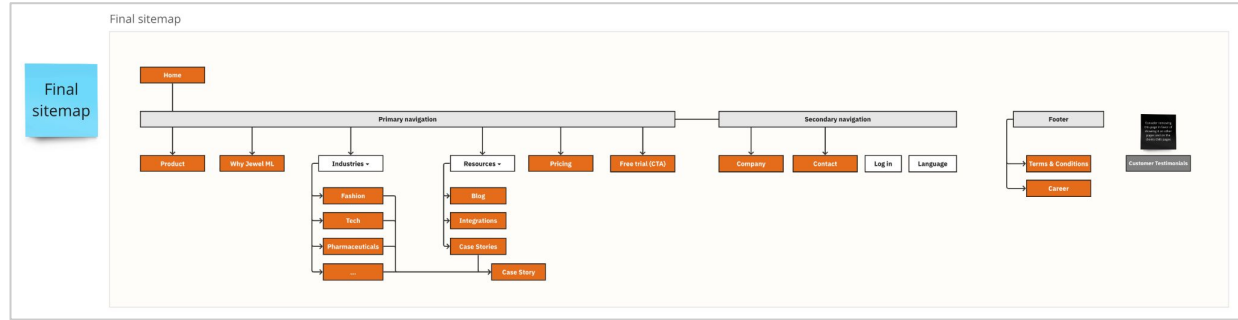 Final sitemap
Final
sitemap
Home
Primary navigation
Secondary navigation
Footer
Product
Why Jewel ML
Industries
Resources
Pricing
Free trial (CTA)
Company
Contact
Log in
Language
Terms & Conditions
Customer Testimonials
Fashion
Blog
Career
Tech
Integrations
Pharmaceuticals
Case Stories
...
Case Story